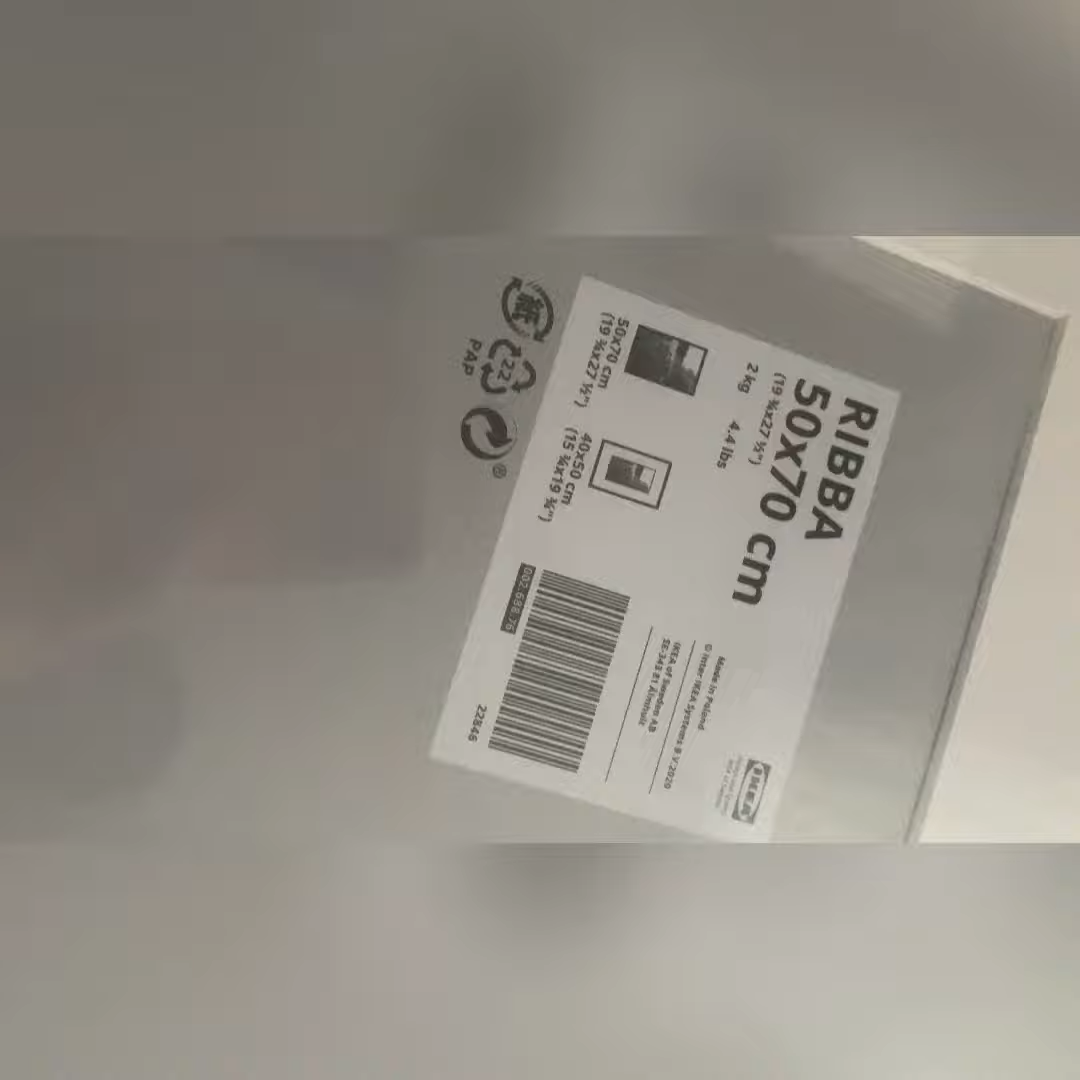 RIBBA
50x70 cm
(19 ¾x27 ½")
2 kg 4.4 lbs
50x70 cm
(19 ¾x27 ½")
40x50 cm
(15 ¾x19 ¾")
Made in Poland
© Inter IKEA Systems B.V. 2020
IKEA of Sweden AB
SE-343 81 Älmhult
IKEA
002.688.76
22846
紙
22
PAP
®